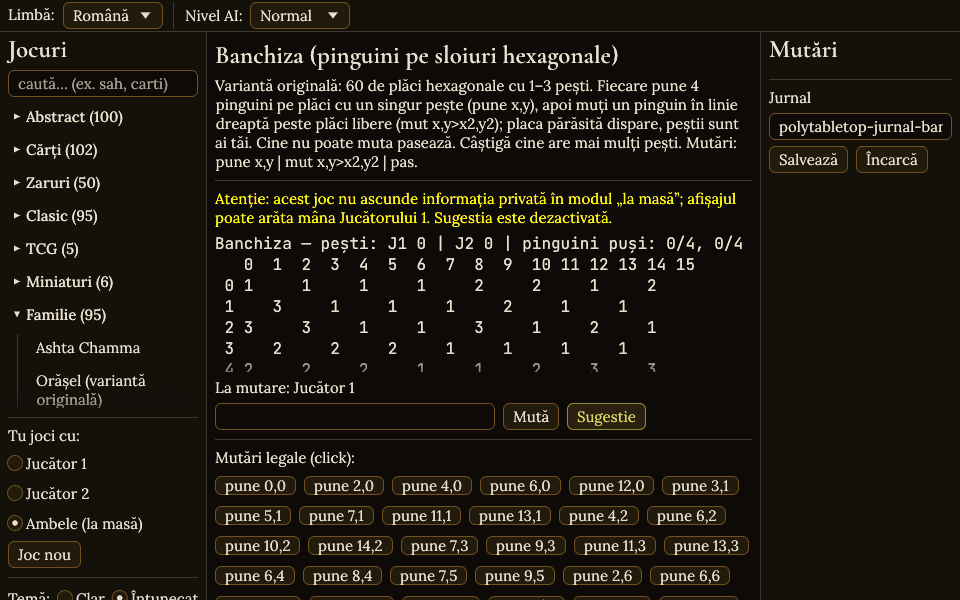 Limbă: Română ▼ Nivel AI: Normal ▼
Jocuri
caută... (ex. sah, carti)
▸ Abstract (100)
▸ Cărți (102)
▸ Zaruri (50)
▸ Clasic (95)
▸ TCG (5)
▸ Miniaturi (6)
▾ Familie (95)
Ashta Chamma
Orășel (variantă
originală)
Tu joci cu:
Jucător 1
Jucător 2
Ambele (la masă)
Joc nou
Temă: Clar Întunecat
Banchiza (pinguini pe sloiuri hexagonale)
Variantă originală: 60 de plăci hexagonale cu 1–3 pești. Fiecare pune 4
pinguini pe plăci cu un singur pește (pune x,y), apoi muți un pinguin în linie
dreaptă peste plăci libere (mut x,y>x2,y2); placa părăsită dispare, peștii sunt
ai tăi. Cine nu poate muta pasează. Câștigă cine are mai mulți pești. Mutări:
pune x,y | mut x,y>x2,y2 | pas.
Atenție: acest joc nu ascunde informația privată în modul „la masă”; afișajul
poate arăta mâna Jucătorului 1. Sugestia este dezactivată.
Banchiza — pești: J1 0 | J2 0 | pinguini puși: 0/4, 0/4
0 1 2 3 4 5 6 7 8 9 10 11 12 13 14 15
0 1 1 1 1 2 2 1 2
1 3 1 1 1 2 1 1
2 3 3 1 1 3 1 2 1
3 2 2 2 1 1 1 1
4 2 2 2 1 1 2 3 3
La mutare: Jucător 1
Mută Sugestie
Mutări legale (click):
pune 0,0 pune 2,0 pune 4,0 pune 6,0 pune 12,0 pune 3,1
pune 5,1 pune 7,1 pune 11,1 pune 13,1 pune 4,2 pune 6,2
pune 10,2 pune 14,2 pune 7,3 pune 9,3 pune 11,3 pune 13,3
pune 6,4 pune 8,4 pune 7,5 pune 9,5 pune 2,6 pune 6,6
Mutări
Jurnal
polytabletop-jurnal-bar
Salvează Încarcă